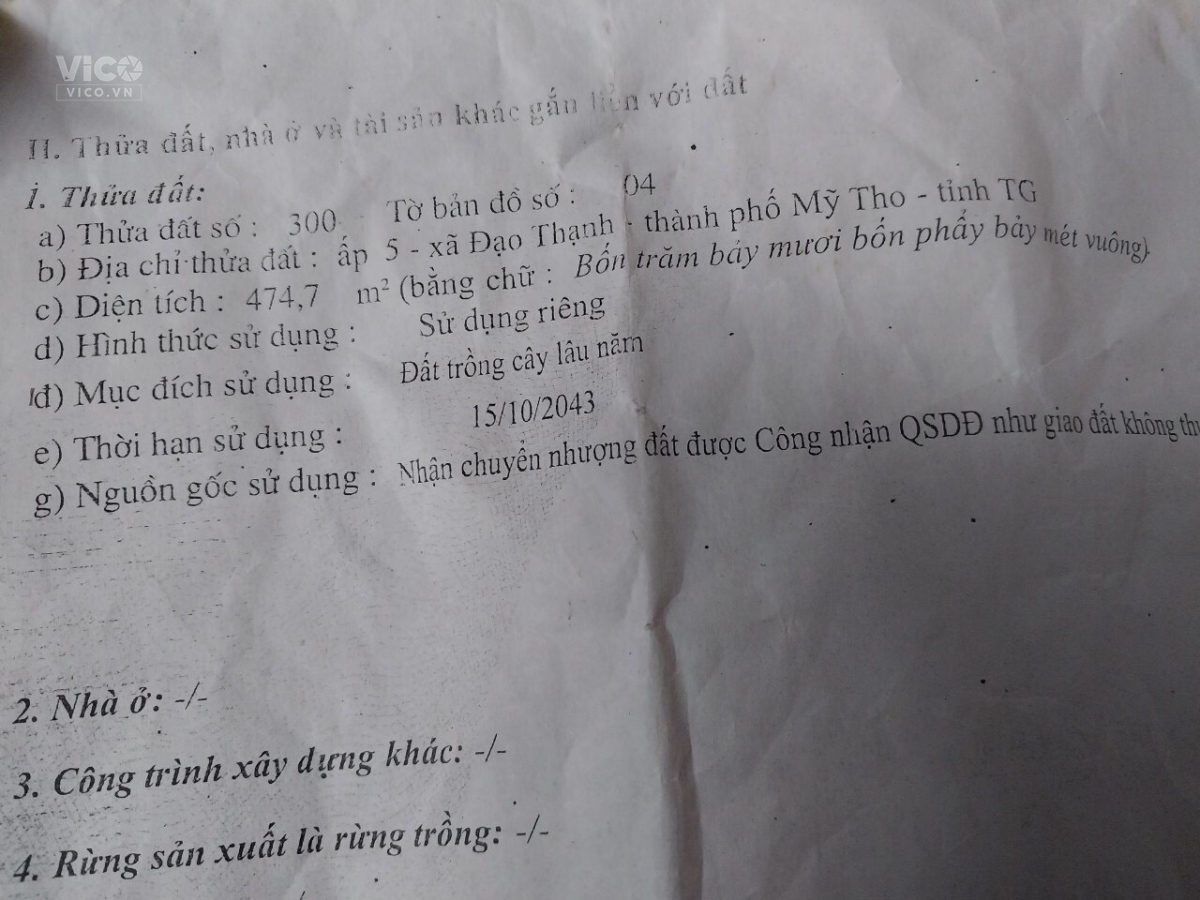 VICO
VICO.VN
II. Thửa đất, nhà ở và tài sản khác gắn liền với đất
1. Thửa đất:
a) Thửa đất số : 300 Tờ bản đồ số : 04
b) Địa chỉ thửa đất : ấp 5 - xã Đạo Thạnh - thành phố Mỹ Tho - tỉnh TG
c) Diện tích : 474,7 m² (bằng chữ : Bốn trăm bảy mươi bốn phẩy bảy mét vuông)
d) Hình thức sử dụng : Sử dụng riêng
đ) Mục đích sử dụng : Đất trồng cây lâu năm
e) Thời hạn sử dụng : 15/10/2043
g) Nguồn gốc sử dụng : Nhận chuyển nhượng đất được Công nhận QSDĐ như giao đất không
2. Nhà ở: -/-
3. Công trình xây dựng khác: -/-
4. Rừng sản xuất là rừng trồng: -/-